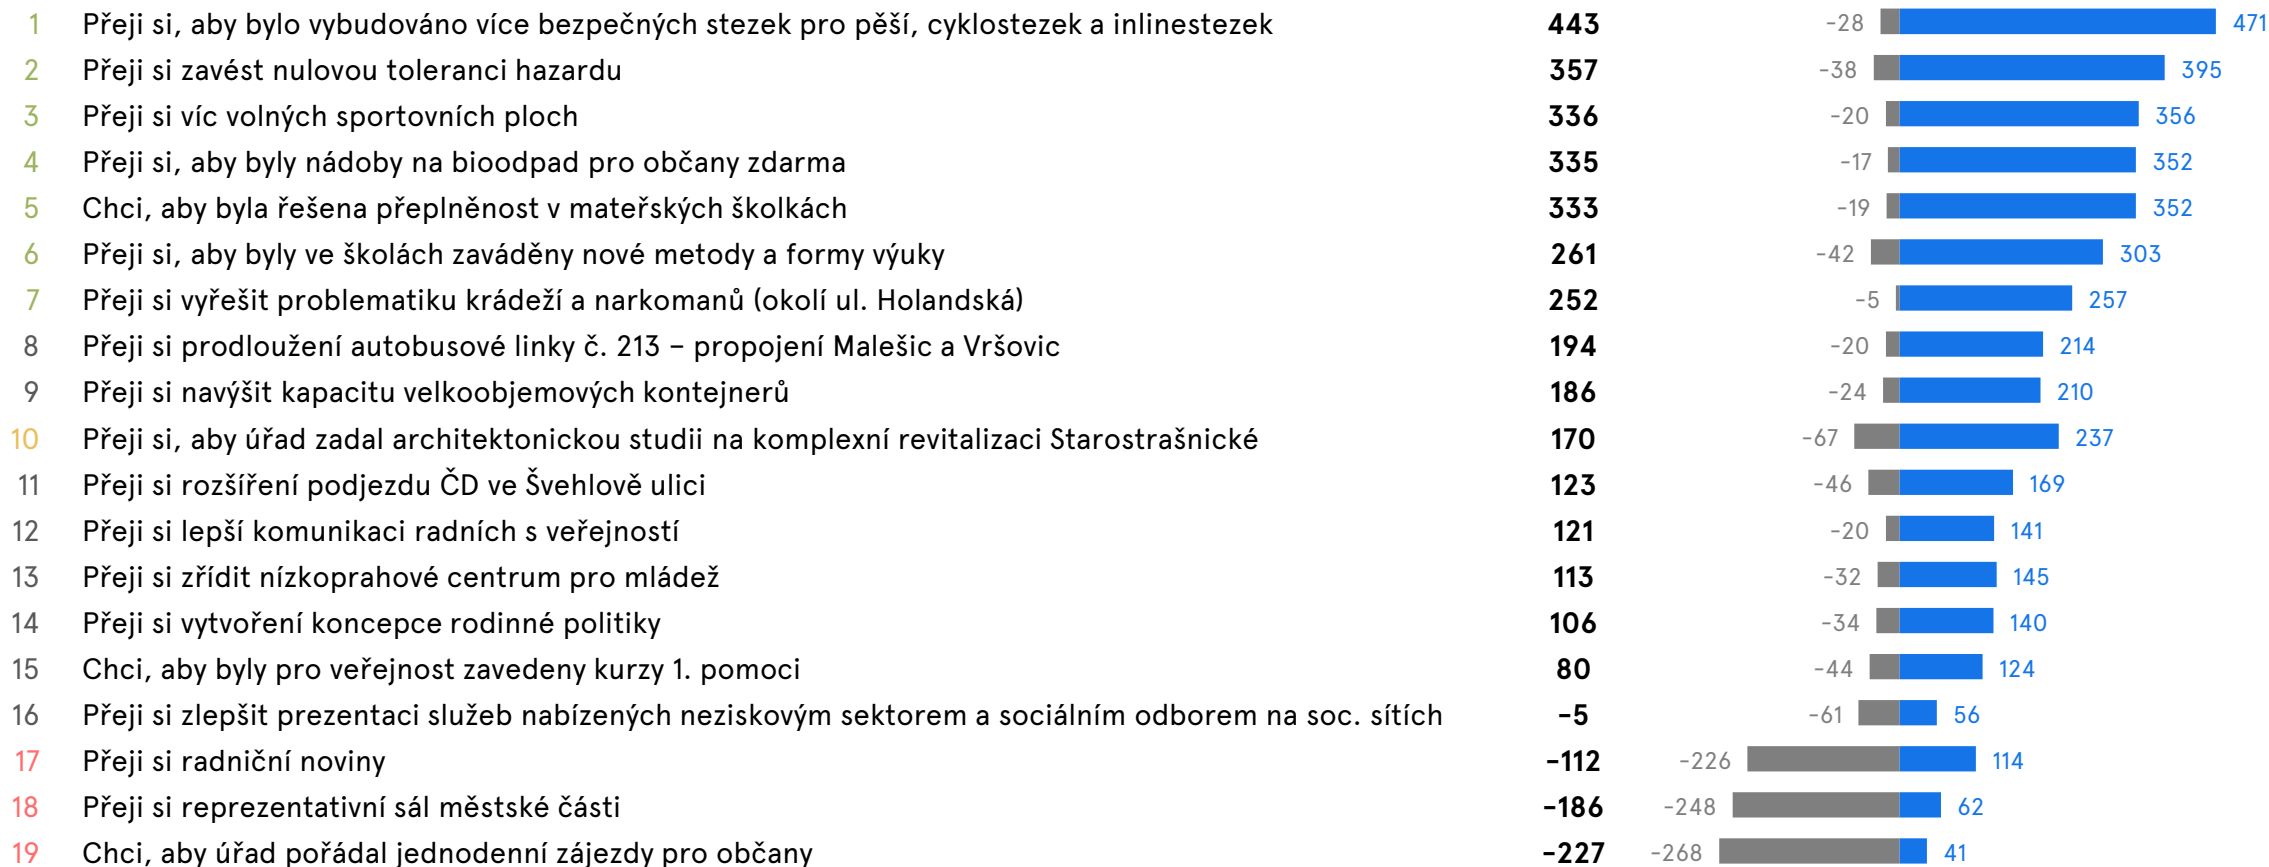 1 Přeji si, aby bylo vybudováno více bezpečných stezek pro pěší, cyklostezek a inlinestezek 443 -28 471
2 Přeji si zavést nulovou toleranci hazardu 357 -38 395
3 Přeji si víc volných sportovních ploch 336 -20 356
4 Přeji si, aby byly nádoby na bioodpad pro občany zdarma 335 -17 352
5 Chci, aby byla řešena přeplněnost v mateřských školkách 333 -19 352
6 Přeji si, aby byly ve školách zaváděny nové metody a formy výuky 261 -42 303
7 Přeji si vyřešit problematiku krádeží a narkomanů (okolí ul. Holandská) 252 -5 257
8 Přeji si prodloužení autobusové linky č. 213 – propojení Malešic a Vršovic 194 -20 214
9 Přeji si navýšit kapacitu velkoobjemových kontejnerů 186 -24 210
10 Přeji si, aby úřad zadal architektonickou studii na komplexní revitalizaci Starostrašnické 170 -67 237
11 Přeji si rozšíření podjezdu ČD ve Švehlově ulici 123 -46 169
12 Přeji si lepší komunikaci radních s veřejností 121 -20 141
13 Přeji si zřídit nízkoprahové centrum pro mládež 113 -32 145
14 Přeji si vytvoření koncepce rodinné politiky 106 -34 140
15 Chci, aby byly pro veřejnost zavedeny kurzy 1. pomoci 80 -44 124
16 Přeji si zlepšit prezentaci služeb nabízených neziskovým sektorem a sociálním odborem na soc. sítích -5 -61 56
17 Přeji si radniční noviny -112 -226 114
18 Přeji si reprezentativní sál městské části -186 -248 62
19 Chci, aby úřad pořádal jednodenní zájezdy pro občany -227 -268 41